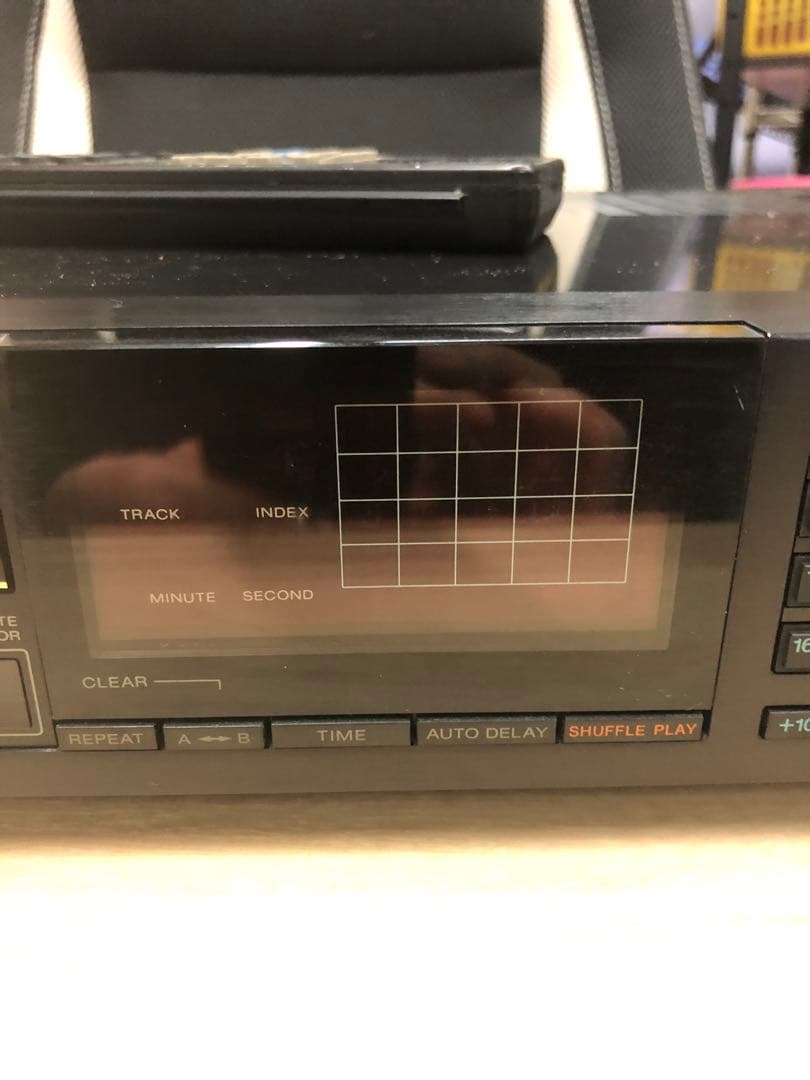 TRACK INDEX
MINUTE SECOND
CLEAR
REPEAT A B TIME AUTO DELAY SHUFFLE PLAY